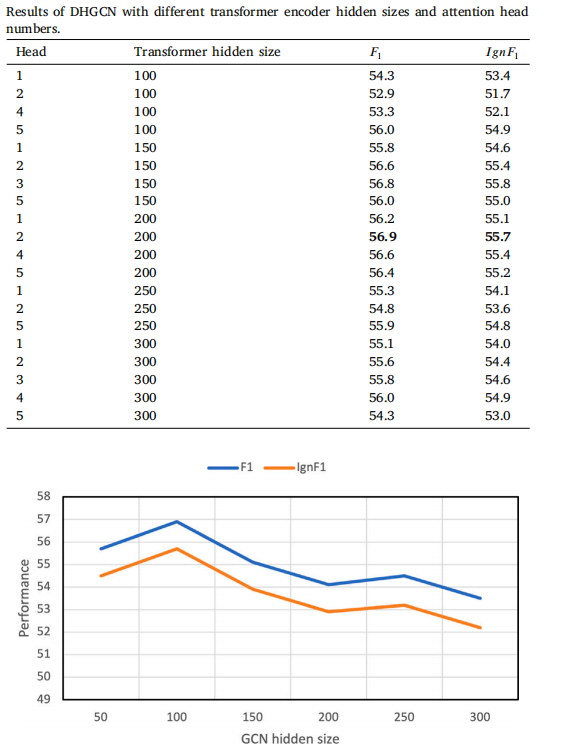 Results of DHGCN with different transformer encoder hidden sizes and attention head
numbers.
Head Transformer hidden size F1 IgnF1
1 100 54.3 53.4
2 100 52.9 51.7
4 100 53.3 52.1
5 100 56.0 54.9
1 150 55.8 54.6
2 150 56.6 55.4
3 150 56.8 55.8
5 150 56.0 55.0
1 200 56.2 55.1
2 200 56.9 55.7
4 200 56.6 55.4
5 200 56.4 55.2
1 250 55.3 54.1
2 250 54.8 53.6
5 250 55.9 54.8
1 300 55.1 54.0
2 300 55.6 54.4
3 300 55.8 54.6
4 300 56.0 54.9
5 300 54.3 53.0
F1 IgnF1
58
57
56
55
54
53
52
51
50
49
Performance
50 100 150 200 250 300
GCN hidden size